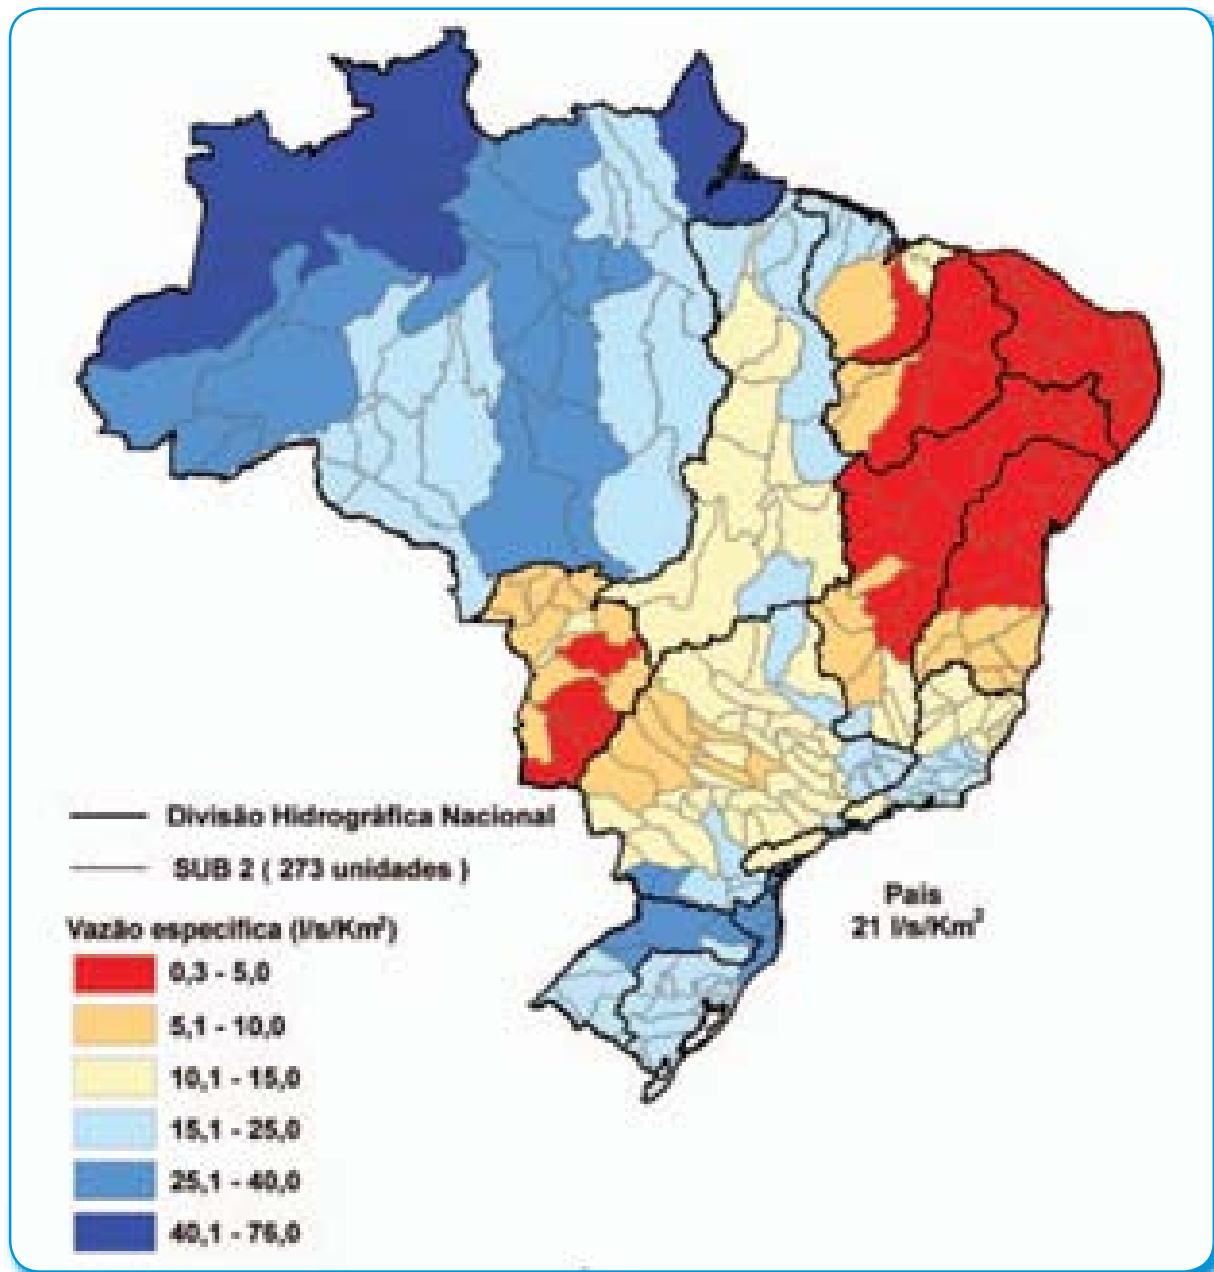 Divisão Hidrográfica Nacional
SUB 2 ( 273 unidades )
País
21 l/s/Km²
Vazão específica (l/s/Km²)
0,3 - 5,0
5,1 - 10,0
10,1 - 15,0
15,1 - 25,0
25,1 - 40,0
40,1 - 76,0